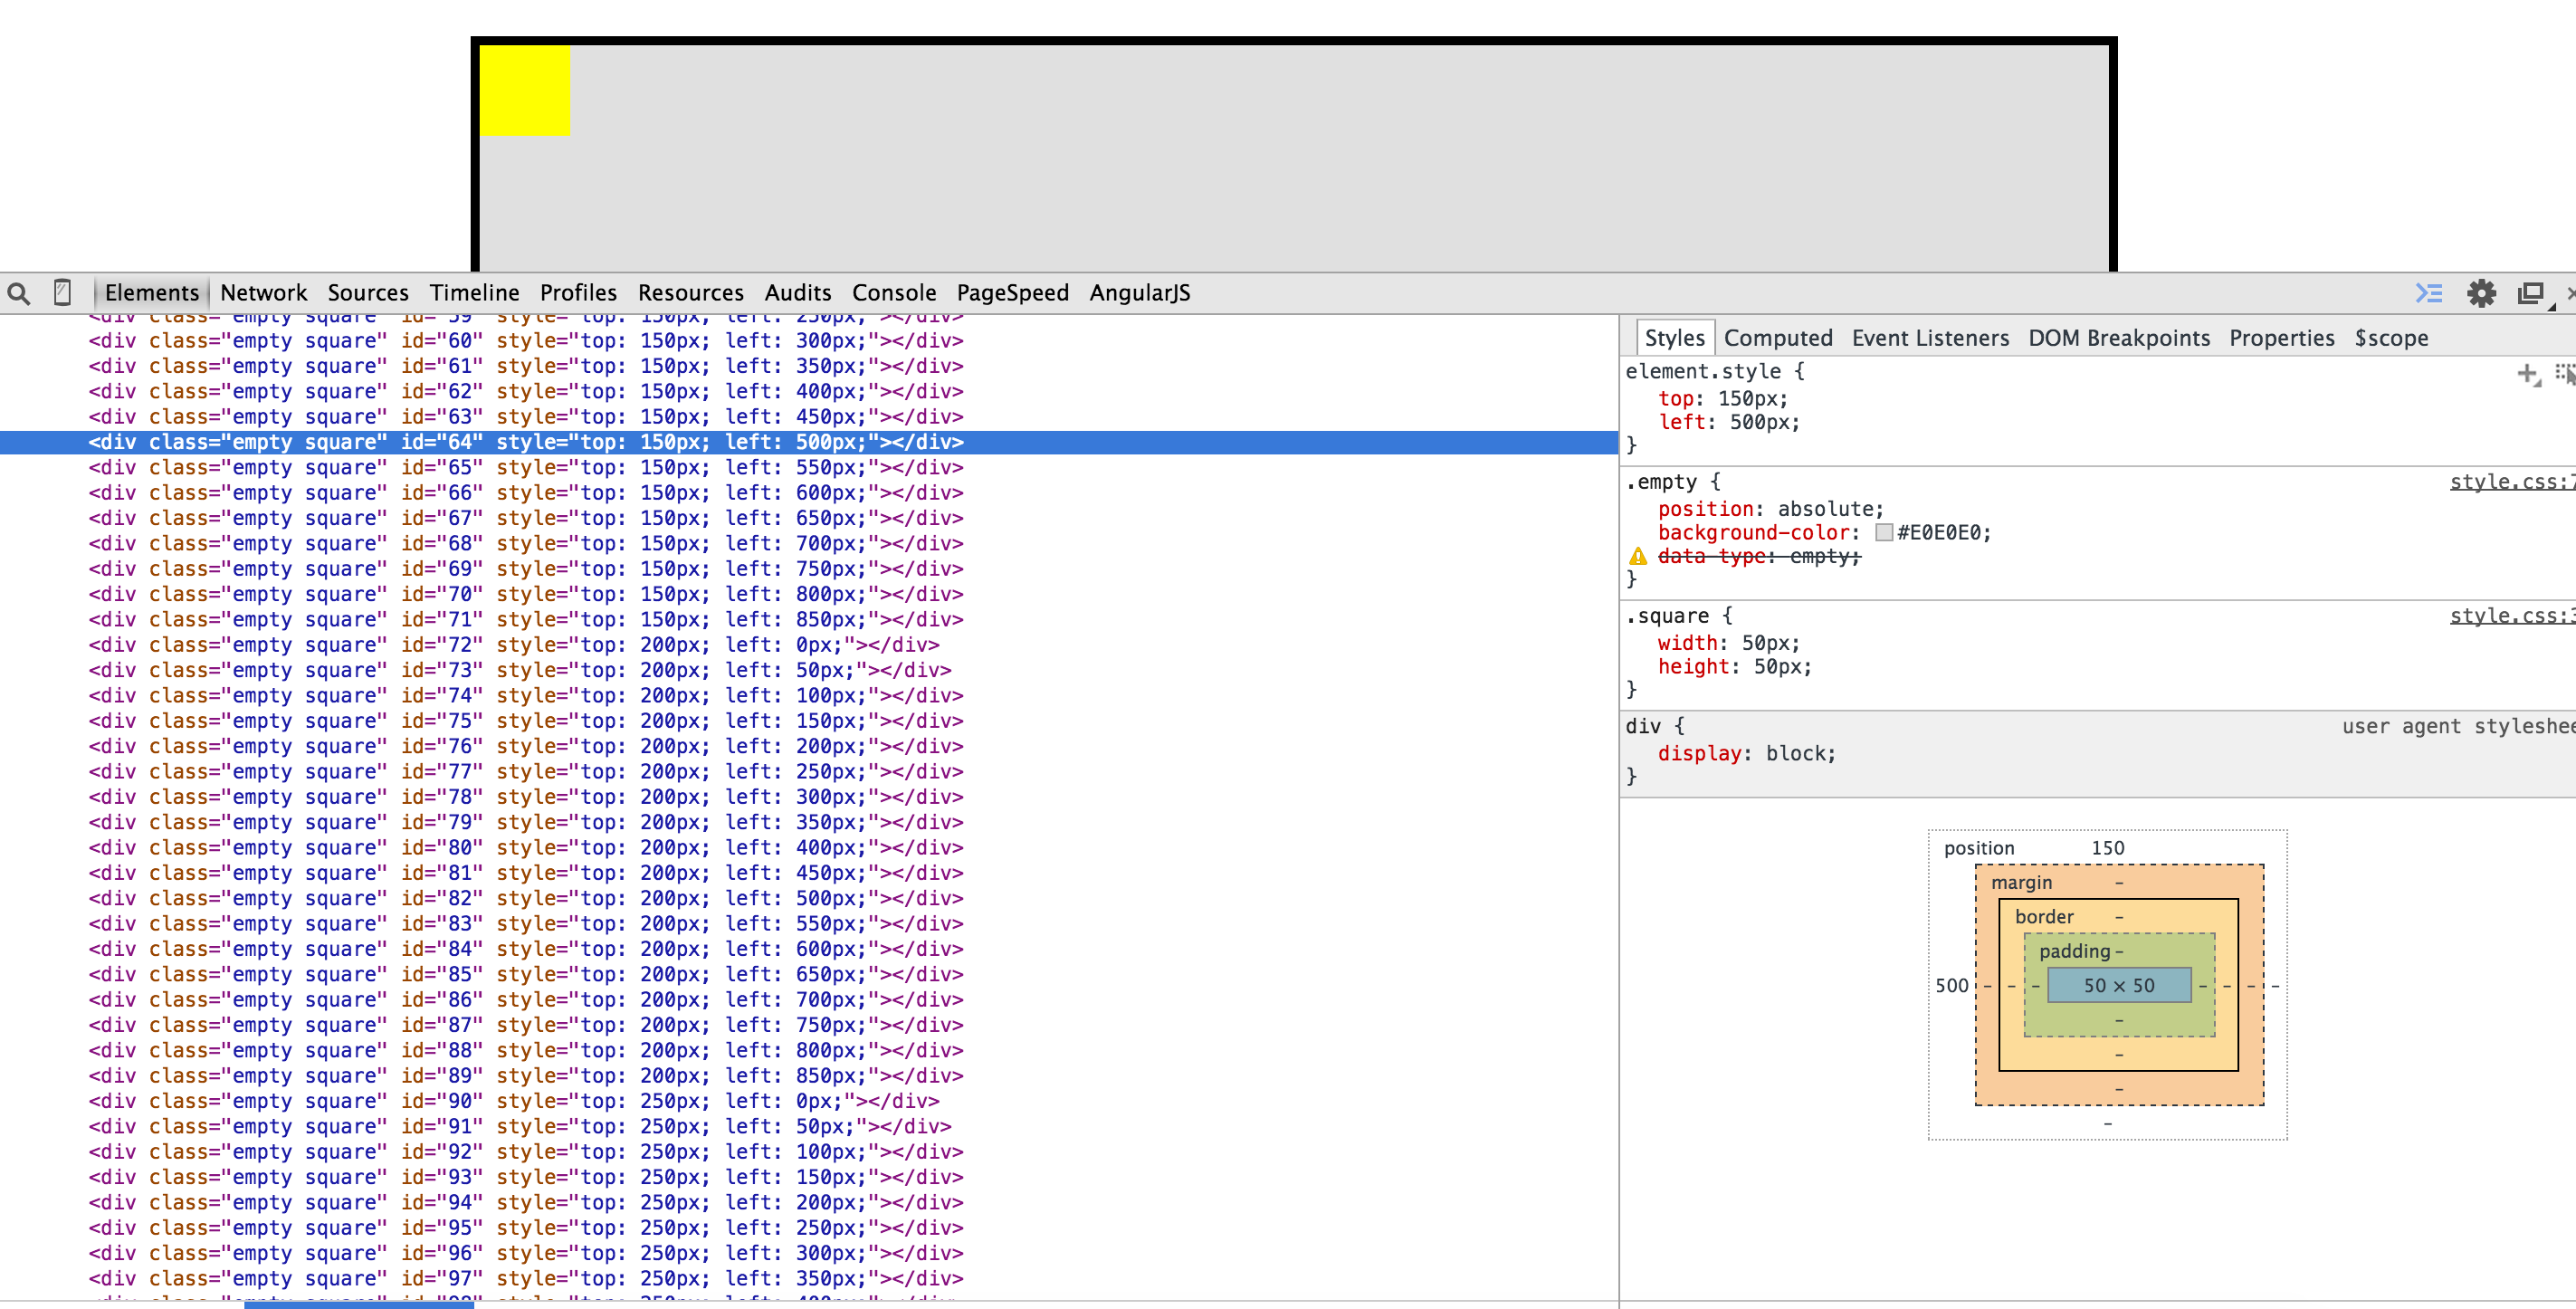 Elements Network Sources Timeline Profiles Resources Audits Console PageSpeed AngularJS
<div class="empty square" id="59" style="top: 150px; left: 250px;"></div>
<div class="empty square" id="60" style="top: 150px; left: 300px;"></div>
<div class="empty square" id="61" style="top: 150px; left: 350px;"></div>
<div class="empty square" id="62" style="top: 150px; left: 400px;"></div>
<div class="empty square" id="63" style="top: 150px; left: 450px;"></div>
<div class="empty square" id="64" style="top: 150px; left: 500px;"></div>
<div class="empty square" id="65" style="top: 150px; left: 550px;"></div>
<div class="empty square" id="66" style="top: 150px; left: 600px;"></div>
<div class="empty square" id="67" style="top: 150px; left: 650px;"></div>
<div class="empty square" id="68" style="top: 150px; left: 700px;"></div>
<div class="empty square" id="69" style="top: 150px; left: 750px;"></div>
<div class="empty square" id="70" style="top: 150px; left: 800px;"></div>
<div class="empty square" id="71" style="top: 150px; left: 850px;"></div>
<div class="empty square" id="72" style="top: 200px; left: 0px;"></div>
<div class="empty square" id="73" style="top: 200px; left: 50px;"></div>
<div class="empty square" id="74" style="top: 200px; left: 100px;"></div>
<div class="empty square" id="75" style="top: 200px; left: 150px;"></div>
<div class="empty square" id="76" style="top: 200px; left: 200px;"></div>
<div class="empty square" id="77" style="top: 200px; left: 250px;"></div>
<div class="empty square" id="78" style="top: 200px; left: 300px;"></div>
<div class="empty square" id="79" style="top: 200px; left: 350px;"></div>
<div class="empty square" id="80" style="top: 200px; left: 400px;"></div>
<div class="empty square" id="81" style="top: 200px; left: 450px;"></div>
<div class="empty square" id="82" style="top: 200px; left: 500px;"></div>
<div class="empty square" id="83" style="top: 200px; left: 550px;"></div>
<div class="empty square" id="84" style="top: 200px; left: 600px;"></div>
<div class="empty square" id="85" style="top: 200px; left: 650px;"></div>
<div class="empty square" id="86" style="top: 200px; left: 700px;"></div>
<div class="empty square" id="87" style="top: 200px; left: 750px;"></div>
<div class="empty square" id="88" style="top: 200px; left: 800px;"></div>
<div class="empty square" id="89" style="top: 200px; left: 850px;"></div>
<div class="empty square" id="90" style="top: 250px; left: 0px;"></div>
<div class="empty square" id="91" style="top: 250px; left: 50px;"></div>
<div class="empty square" id="92" style="top: 250px; left: 100px;"></div>
<div class="empty square" id="93" style="top: 250px; left: 150px;"></div>
<div class="empty square" id="94" style="top: 250px; left: 200px;"></div>
<div class="empty square" id="95" style="top: 250px; left: 250px;"></div>
<div class="empty square" id="96" style="top: 250px; left: 300px;"></div>
<div class="empty square" id="97" style="top: 250px; left: 350px;"></div>
Styles Computed Event Listeners DOM Breakpoints Properties $scope
element.style {
top: 150px;
left: 500px;
}
.empty { style.css:7
position: absolute;
background-color: #E0E0E0;
data-type: empty;
}
.square { style.css:3
width: 50px;
height: 50px;
}
div { user agent styleshee
display: block;
}
position 150
margin –
border –
padding –
500 – – – 50 × 50 – – – –
–
–
–
–